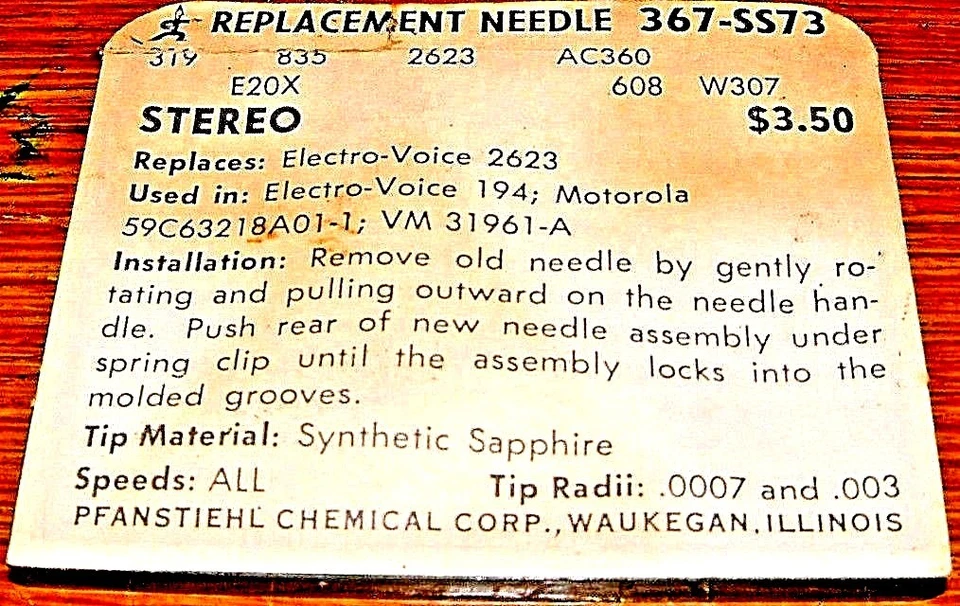 REPLACEMENT NEEDLE 367-SS73
319 835 2623 AC360
E20X 608 W307
STEREO $3.50
Replaces: Electro-Voice 2623
Used in: Electro-Voice 194; Motorola
59C63218A01-1; VM 31961-A
Installation: Remove old needle by gently ro-
tating and pulling outward on the needle han-
dle. Push rear of new needle assembly under
spring clip until the assembly locks into the
molded grooves.
Tip Material: Synthetic Sapphire
Speeds: ALL Tip Radii: .0007 and .003
PFANSTIEHL CHEMICAL CORP., WAUKEGAN, ILLINOIS